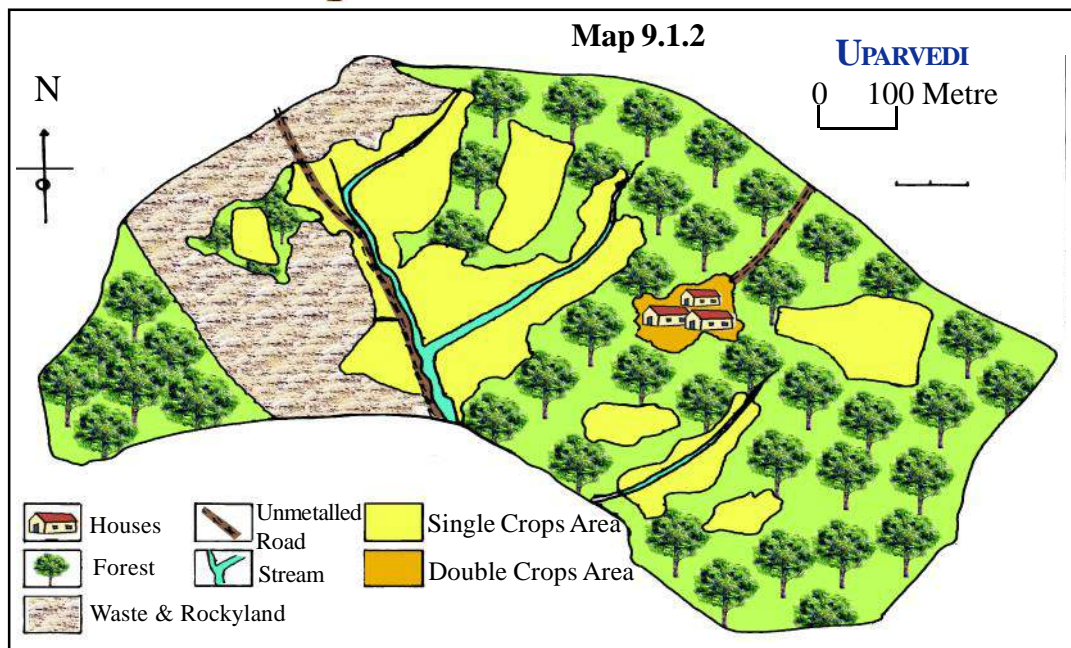 Map 9.1.2
UPARVEDI
0 100 Metre
N
Houses
Forest
Waste & Rockyland
Unmetalled
Road
Stream
Single Crops Area
Double Crops Area